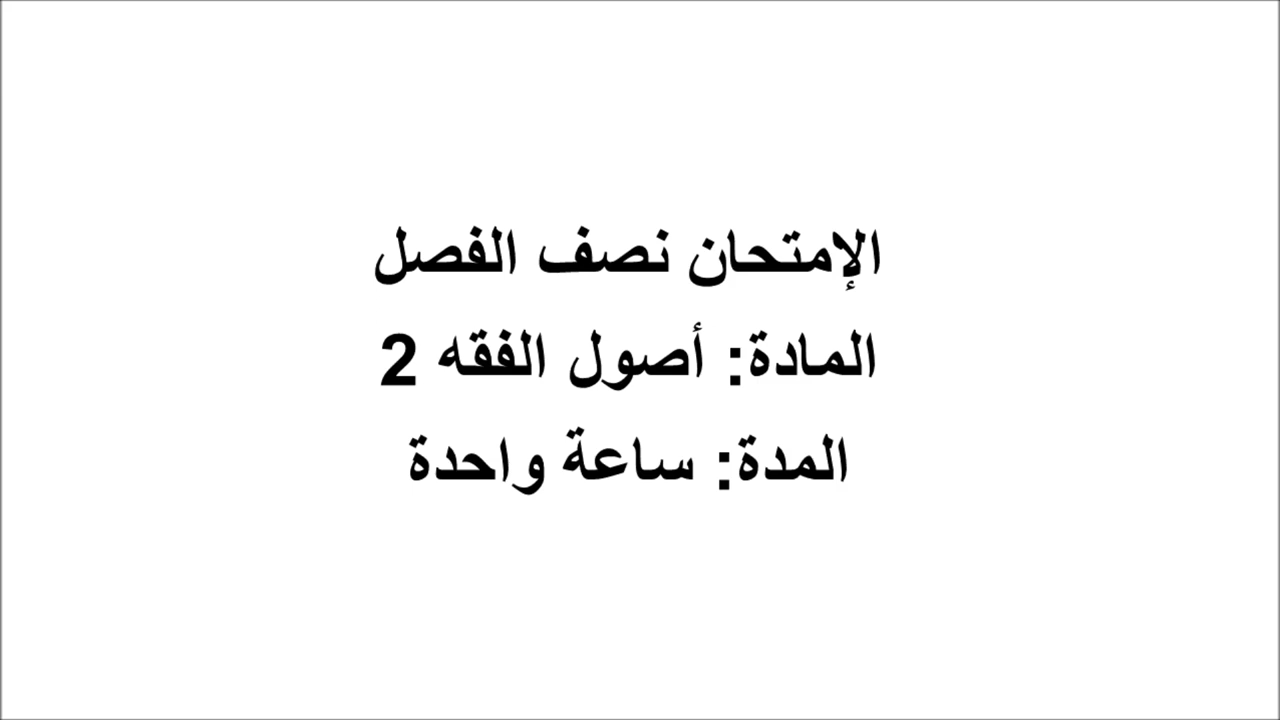 الإمتحان نصف الفصل
المادة: أصول الفقه 2
المدة: ساعة واحدة